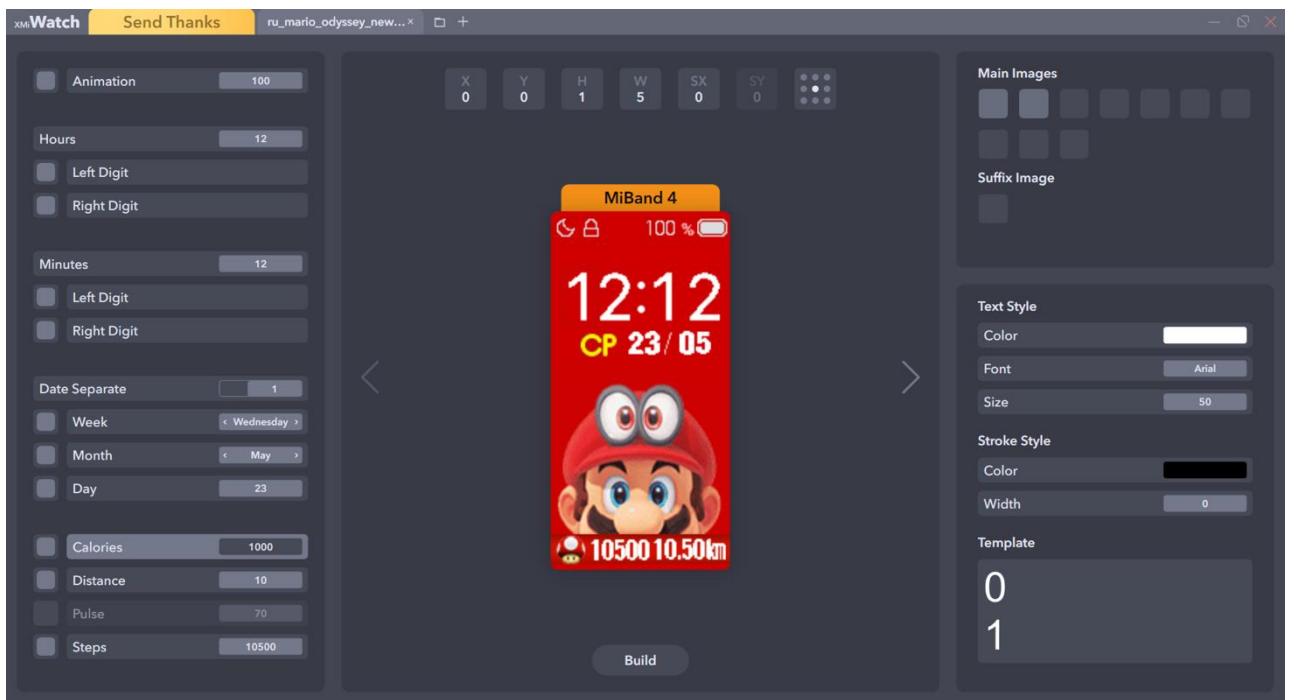 XMiWatch Send Thanks ru_mario_odyssey_new...× +
Animation 100
Hours 12
Left Digit
Right Digit
Minutes 12
Left Digit
Right Digit
Date Separate 1
Week < Wednesday >
Month < May >
Day 23
Calories 1000
Distance 10
Pulse 70
Steps 10500
X Y H W SX SY
0 0 1 5 0 0
MiBand 4
100 %
12:12
СР 23/05
10500 10.50km
Build
Main Images
Suffix Image
Text Style
Color
Font Arial
Size 50
Stroke Style
Color
Width 0
Template
0
1